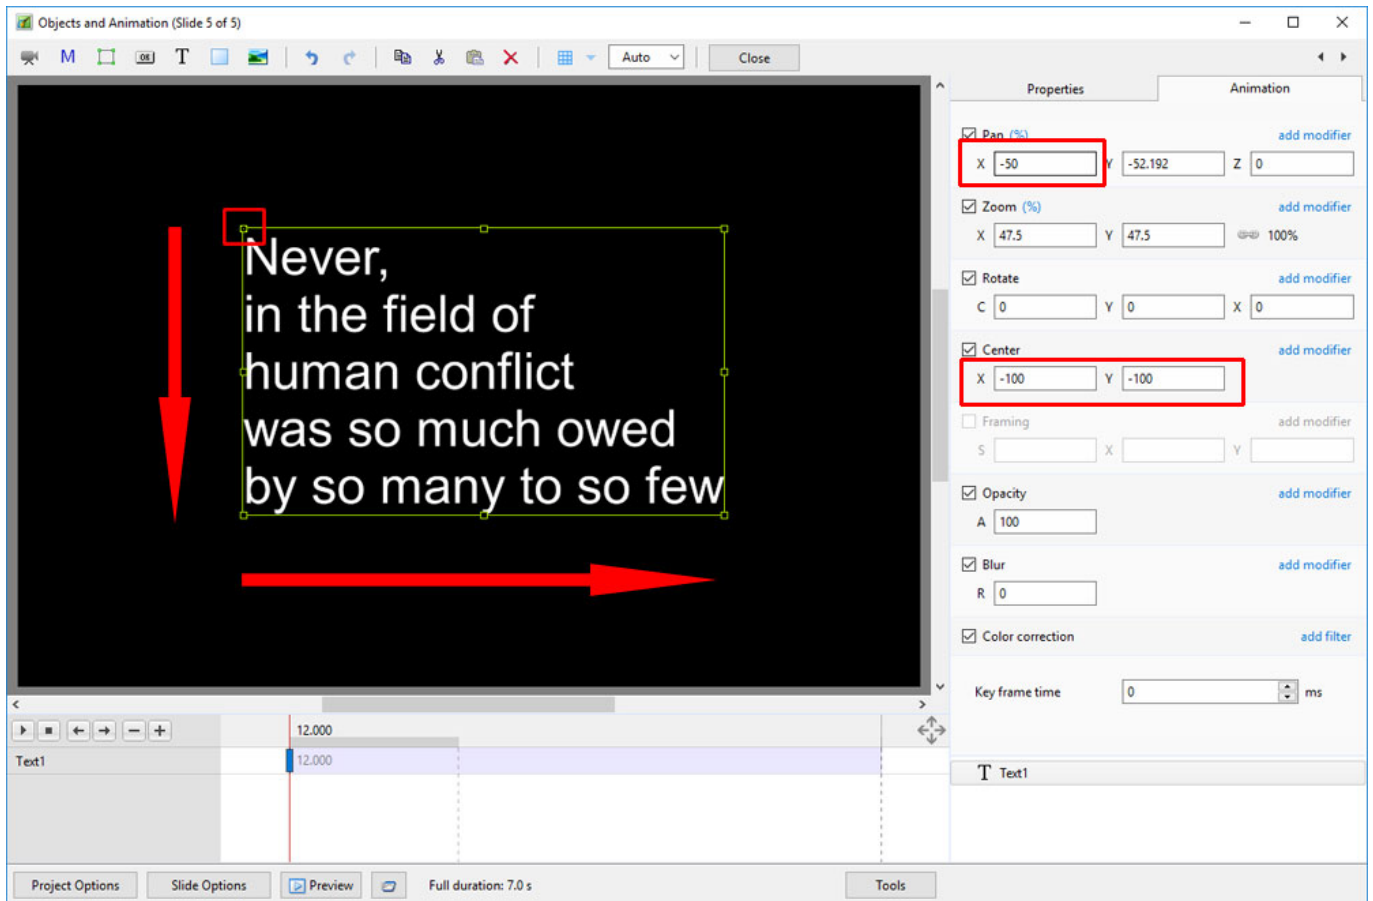 Objects and Animation (Slide 5 of 5)
M OK T Auto Close
Properties Animation
Pan (%) add modifier
X -50 Y -52.192 Z 0
Zoom (%) add modifier
X 47.5 Y 47.5 100%
Rotate add modifier
C 0 Y 0 X 0
Center add modifier
X -100 Y -100
Framing add modifier
S X Y
Opacity add modifier
A 100
Blur add modifier
R 0
Color correction add filter
Key frame time 0 ms
T Text1
Never,
in the field of
human conflict
was so much owed
by so many to so few
12.000
Text1 12.000
Project Options Slide Options Preview Full duration: 7.0 s Tools